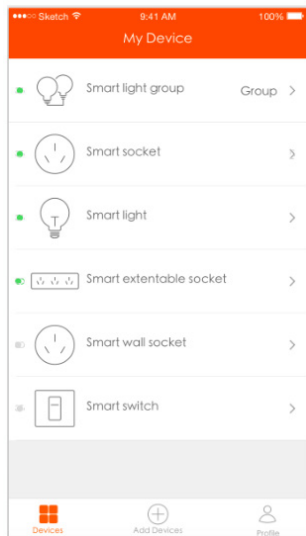 Sketch 9:41 AM 100%
My Device
Smart light group Group
Smart socket
Smart light
Smart extentable socket
Smart wall socket
Smart switch
Devices Add Devices Profile